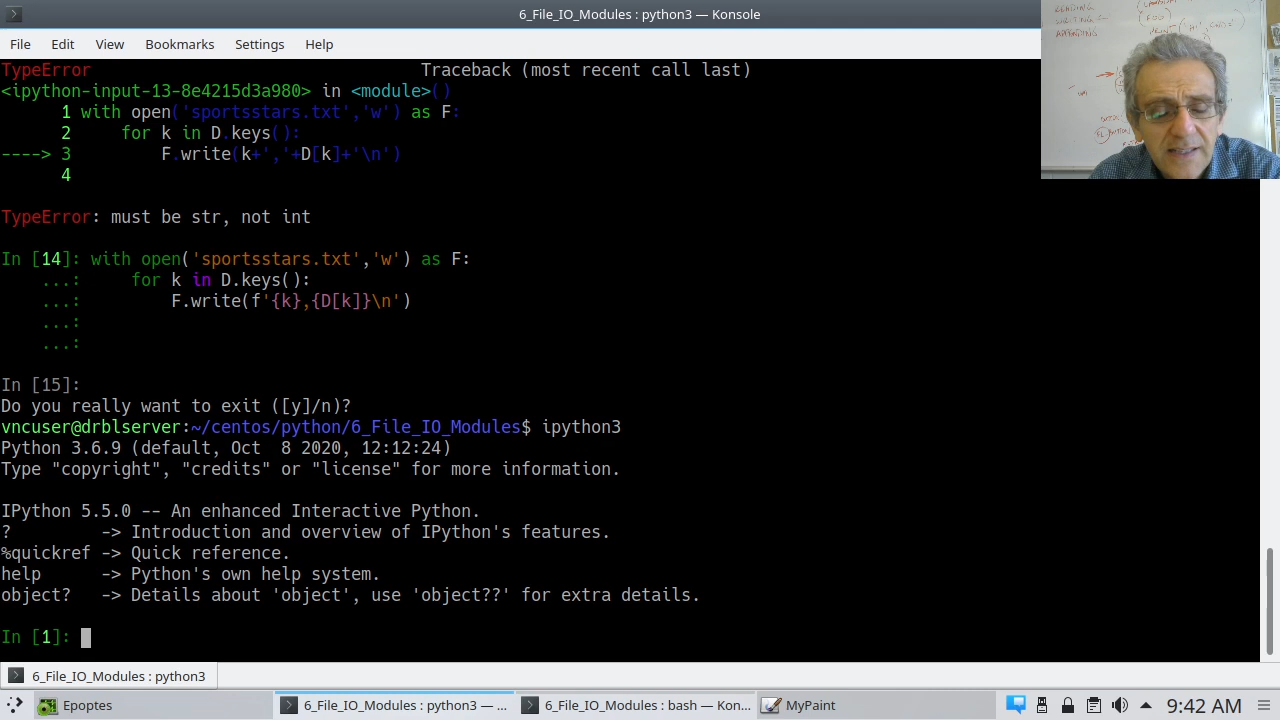 6_File_IO_Modules : python3 — Konsole
File Edit View Bookmarks Settings Help
TypeError                                 Traceback (most recent call last)
<ipython-input-13-8e4215d3a980> in <module>()
      1 with open('sportsstars.txt','w') as F:
      2     for k in D.keys():
----> 3         F.write(k+','+D[k]+'\n')
      4
TypeError: must be str, not int
In [14]: with open('sportsstars.txt','w') as F:
    ...:     for k in D.keys():
    ...:         F.write(f'{k},{D[k]}\n')
    ...:
    ...:
In [15]:
Do you really want to exit ([y]/n)?
vncuser@drblserver:~/centos/python/6_File_IO_Modules$ ipython3
Python 3.6.9 (default, Oct  8 2020, 12:12:24)
Type "copyright", "credits" or "license" for more information.
IPython 5.5.0 -- An enhanced Interactive Python.
?         -> Introduction and overview of IPython's features.
%quickref -> Quick reference.
help      -> Python's own help system.
object?   -> Details about 'object', use 'object??' for extra details.
In [1]:
6_File_IO_Modules : python3
Epoptes
6_File_IO_Modules : python3 — ...
6_File_IO_Modules : bash — Kon...
MyPaint
9:42 AM
READING
WRITING
APPENDING